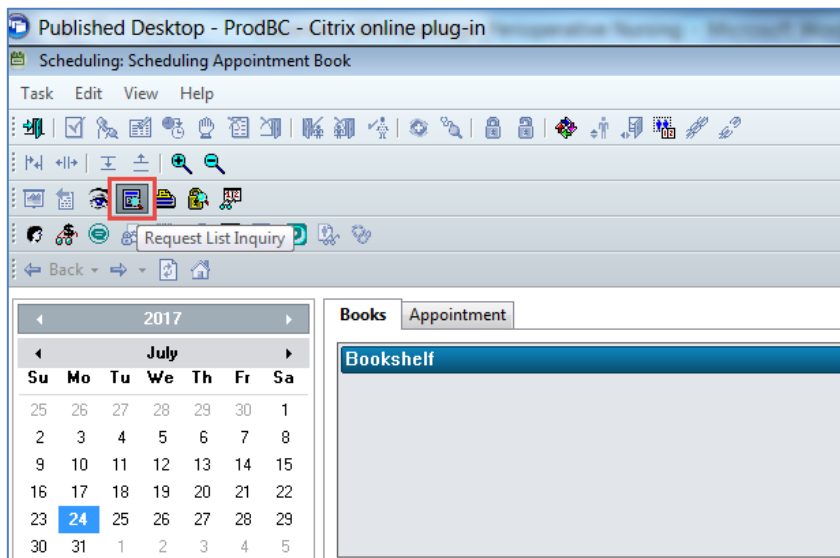 Published Desktop - ProdBC - Citrix online plug-in
Scheduling: Scheduling Appointment Book
Task Edit View Help
Request List Inquiry
Back
2017
July
Su Mo Tu We Th Fr Sa
25 26 27 28 29 30 1
2 3 4 5 6 7 8
9 10 11 12 13 14 15
16 17 18 19 20 21 22
23 24 25 26 27 28 29
30 31 1 2 3 4 5
Books Appointment
Bookshelf